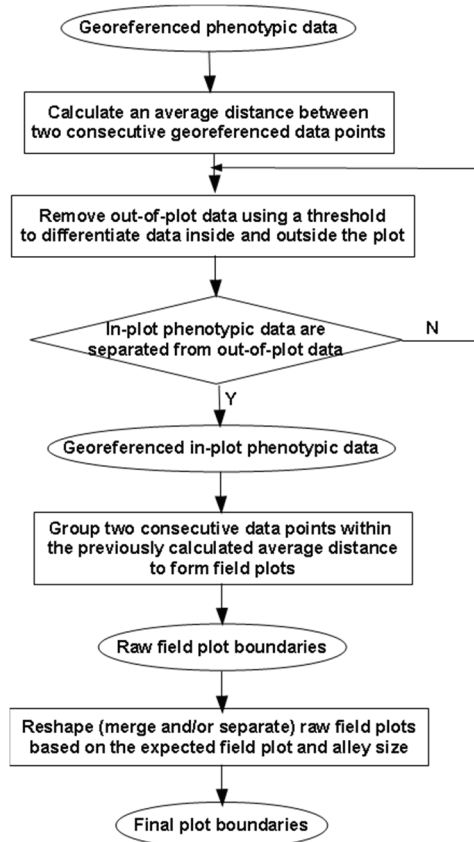 Georeferenced phenotypic data
Calculate an average distance between
two consecutive georeferenced data points
Remove out-of-plot data using a threshold
to differentiate data inside and outside the plot
In-plot phenotypic data are
separated from out-of-plot data
N
Y
Georeferenced in-plot phenotypic data
Group two consecutive data points within
the previously calculated average distance
to form field plots
Raw field plot boundaries
Reshape (merge and/or separate) raw field plots
based on the expected field plot and alley size
Final plot boundaries